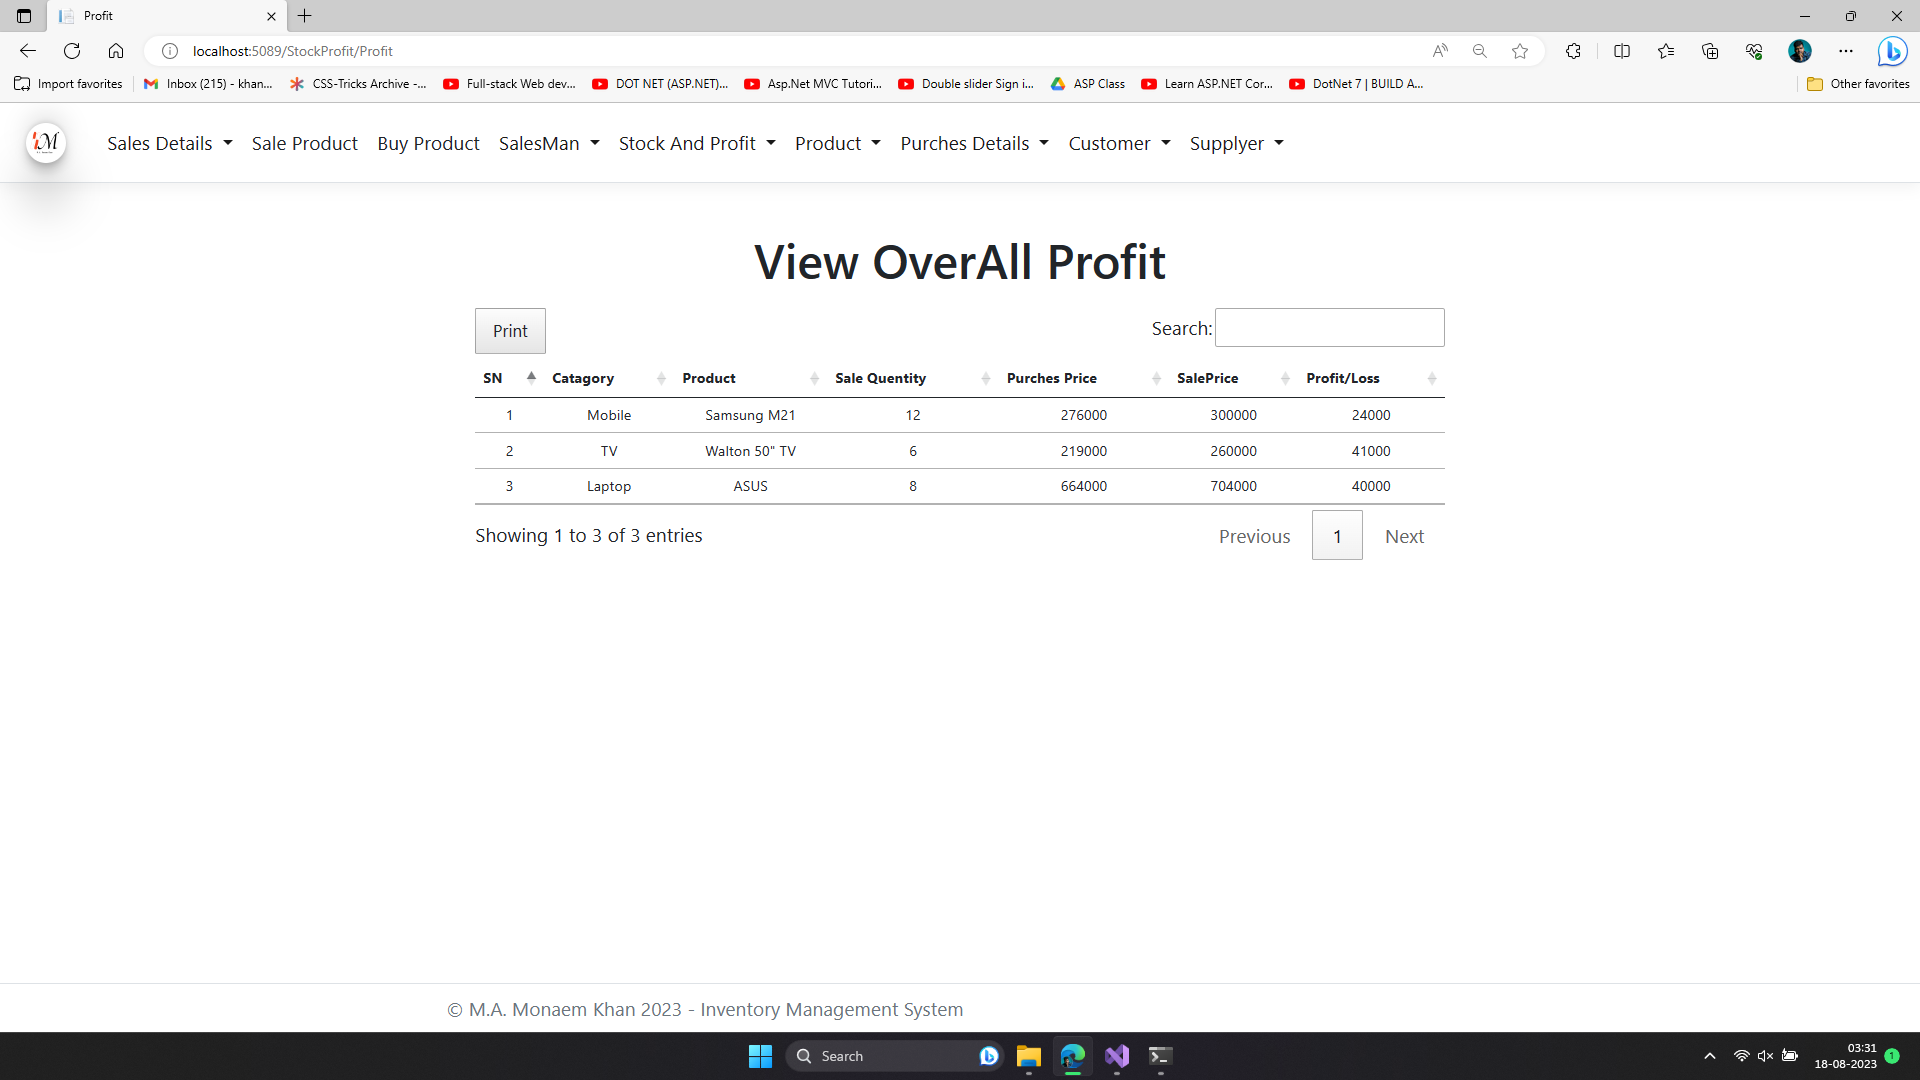 Profit
localhost:5089/StockProfit/Profit
Import favorites Inbox (215) - khan... CSS-Tricks Archive -... Full-stack Web dev... DOT NET (ASP.NET)... Asp.Net MVC Tutori... Double slider Sign i... ASP Class Learn ASP.NET Cor... DotNet 7 | BUILD A... Other favorites
Sales Details Sale Product Buy Product SalesMan Stock And Profit Product Purches Details Customer Supplyer
View OverAll Profit
Print Search:
SN Catagory Product Sale Quentity Purches Price SalePrice Profit/Loss
1 Mobile Samsung M21 12 276000 300000 24000
2 TV Walton 50" TV 6 219000 260000 41000
3 Laptop ASUS 8 664000 704000 40000
Showing 1 to 3 of 3 entries Previous 1 Next
© M.A. Monaem Khan 2023 - Inventory Management System
Search 03:31
18-08-2023 1